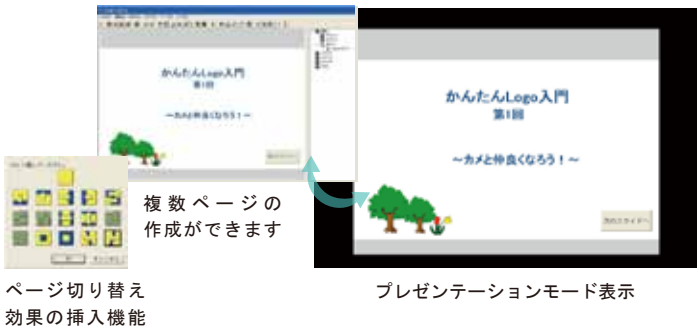 かんたんLogo入門
第1回
～カメと仲良くなろう！～
かんたんLogo入門
第1回
～カメと仲良くなろう！～
次のスライドへ
複数ページの
作成ができます
ページ切り替え
効果の挿入機能
プレゼンテーションモード表示